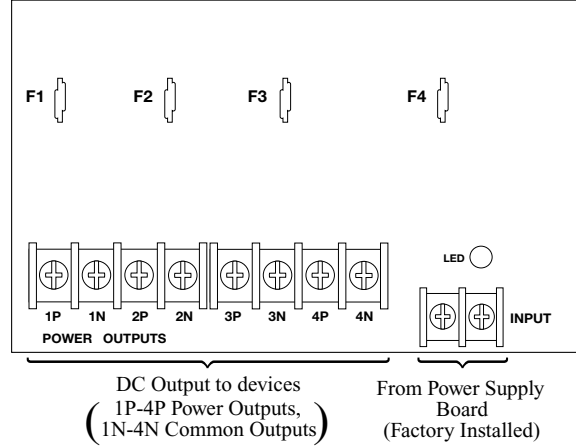 F1 F2 F3 F4
LED
1P 1N 2P 2N 3P 3N 4P 4N
INPUT
POWER OUTPUTS
DC Output to devices
(1P-4P Power Outputs,
1N-4N Common Outputs)
From Power Supply
Board
(Factory Installed)